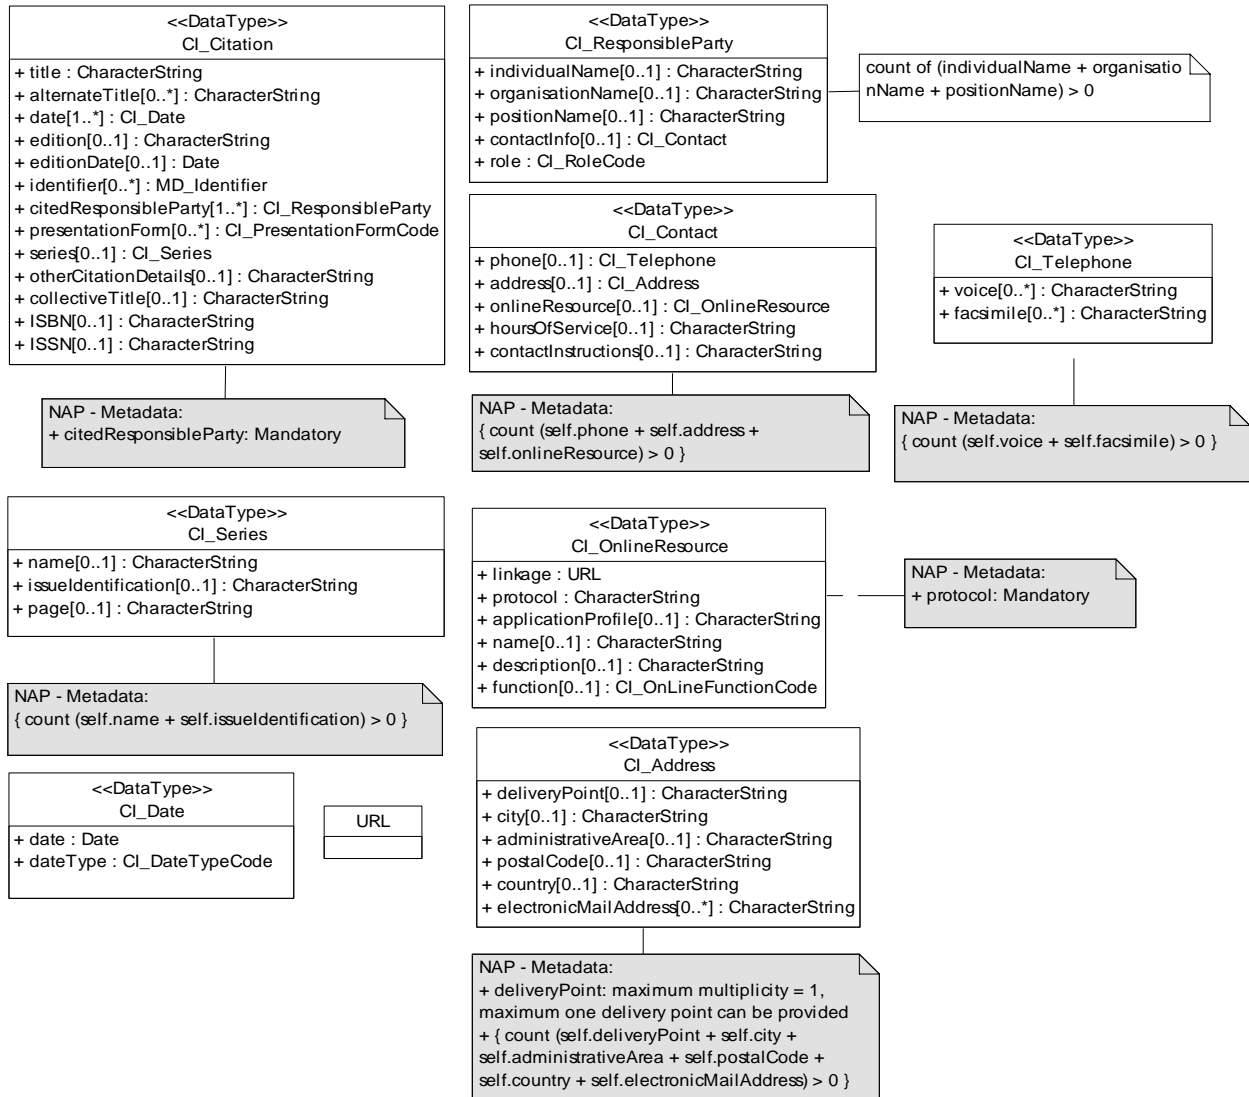 <<DataType>>
CI_Citation
+ title : CharacterString
+ alternateTitle[0..*] : CharacterString
+ date[1..*] : CI_Date
+ edition[0..1] : CharacterString
+ editionDate[0..1] : Date
+ identifier[0..*] : MD_Identifier
+ citedResponsibleParty[1..*] : CI_ResponsibleParty
+ presentationForm[0..*] : CI_PresentationFormCode
+ series[0..1] : CI_Series
+ otherCitationDetails[0..1] : CharacterString
+ collectiveTitle[0..1] : CharacterString
+ ISBN[0..1] : CharacterString
+ ISSN[0..1] : CharacterString
NAP - Metadata:
+ citedResponsibleParty: Mandatory
<<DataType>>
CI_ResponsibleParty
+ individualName[0..1] : CharacterString
+ organisationName[0..1] : CharacterString
+ positionName[0..1] : CharacterString
+ contactInfo[0..1] : CI_Contact
+ role : CI_RoleCode
count of (individualName + organisatio
nName + positionName) > 0
<<DataType>>
CI_Contact
+ phone[0..1] : CI_Telephone
+ address[0..1] : CI_Address
+ onlineResource[0..1] : CI_OnlineResource
+ hoursOfService[0..1] : CharacterString
+ contactInstructions[0..1] : CharacterString
NAP - Metadata:
{ count (self.phone + self.address +
self.onlineResource) > 0 }
<<DataType>>
CI_Telephone
+ voice[0..*] : CharacterString
+ facsimile[0..*] : CharacterString
NAP - Metadata:
{ count (self.voice + self.facsimile) > 0 }
<<DataType>>
CI_Series
+ name[0..1] : CharacterString
+ issueIdentification[0..1] : CharacterString
+ page[0..1] : CharacterString
NAP - Metadata:
{ count (self.name + self.issueIdentification) > 0 }
<<DataType>>
CI_OnlineResource
+ linkage : URL
+ protocol : CharacterString
+ applicationProfile[0..1] : CharacterString
+ name[0..1] : CharacterString
+ description[0..1] : CharacterString
+ function[0..1] : CI_OnLineFunctionCode
NAP - Metadata:
+ protocol: Mandatory
<<DataType>>
CI_Date
+ date : Date
+ dateType : CI_DateTypeCode
URL
<<DataType>>
CI_Address
+ deliveryPoint[0..1] : CharacterString
+ city[0..1] : CharacterString
+ administrativeArea[0..1] : CharacterString
+ postalCode[0..1] : CharacterString
+ country[0..1] : CharacterString
+ electronicMailAddress[0..*] : CharacterString
NAP - Metadata:
+ deliveryPoint: maximum multiplicity = 1,
maximum one delivery point can be provided
+ { count (self.deliveryPoint + self.city +
self.administrativeArea + self.postalCode +
self.country + self.electronicMailAddress) > 0 }